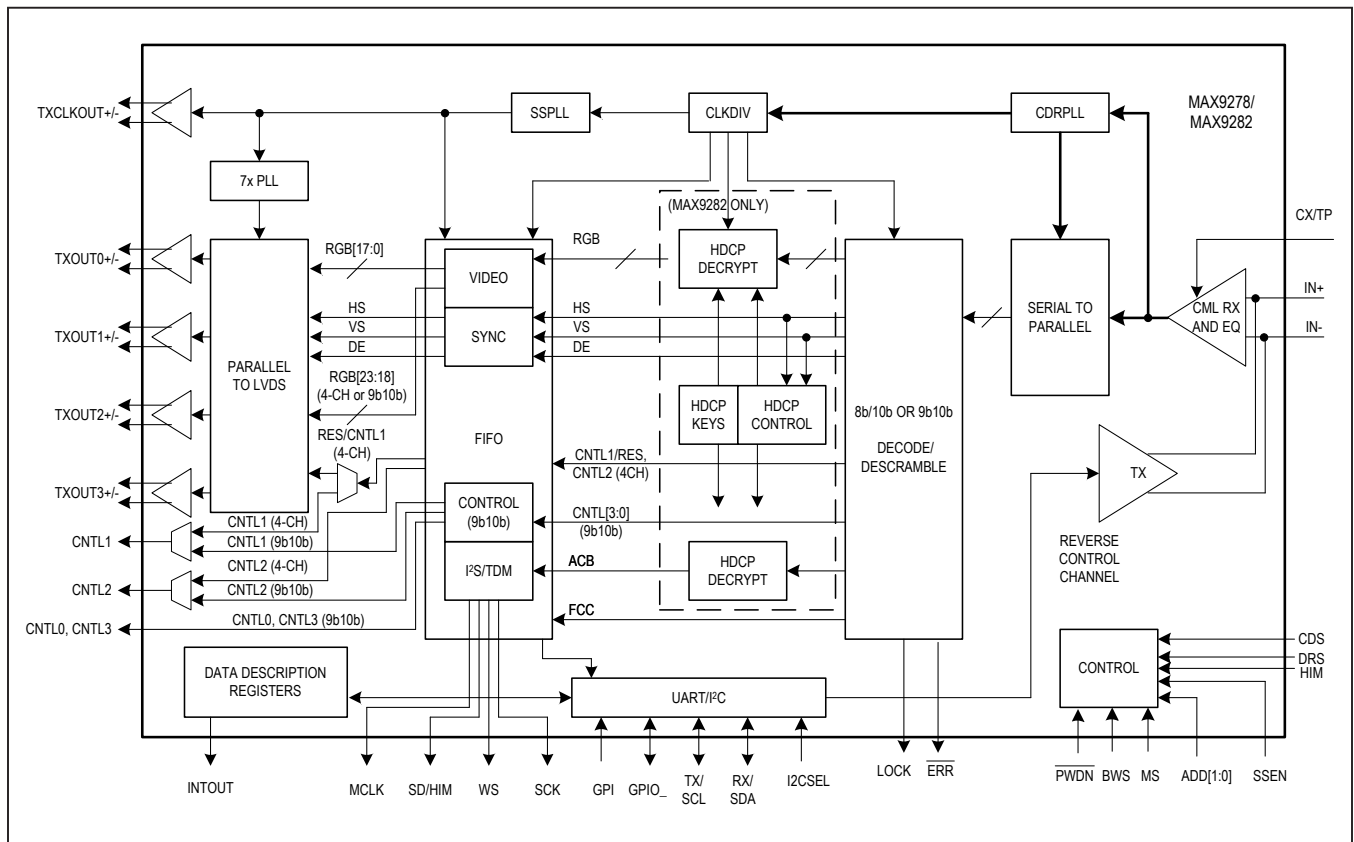 MAX9278/
MAX9282
TXCLKOUT+/-
SSPLL
CLKDIV
CDRPLL
7x PLL
(MAX9282 ONLY)
CX/TP
TXOUT0+/-
RGB[17:0]
VIDEO
RGB
HDCP
DECRYPT
IN+
IN-
CML RX
AND EQ
SERIAL TO
PARALLEL
TXOUT1+/-
HS
VS
DE
SYNC
HS
VS
DE
PARALLEL
TO LVDS
RGB[23:18]
(4-CH or 9b10b)
TXOUT2+/-
HDCP
KEYS
HDCP
CONTROL
8b/10b OR 9b10b
DECODE/
DESCRAMBLE
RES/CNTL1
(4-CH)
FIFO
CNTL1/RES,
CNTL2 (4CH)
TX
TXOUT3+/-
CONTROL
(9b10b)
CNTL[3:0]
(9b10b)
CNTL1 (4-CH)
CNTL1
CNTL1 (9b10b)
CNTL2 (4-CH)
CNTL2
CNTL2 (9b10b)
I²S/TDM
ACB
HDCP
DECRYPT
REVERSE
CONTROL
CHANNEL
CNTL0, CNTL3
CNTL0, CNTL3 (9b10b)
FCC
CDS
DRS
HIM
CONTROL
DATA DESCRIPTION
REGISTERS
UART/I²C
INTOUT
MCLK
SD/HIM
WS
SCK
GPI
GPIO_
TX/
SCL
RX/
SDA
I2CSEL
LOCK
ERR
PWDN
BWS
MS
ADD[1:0]
SSEN